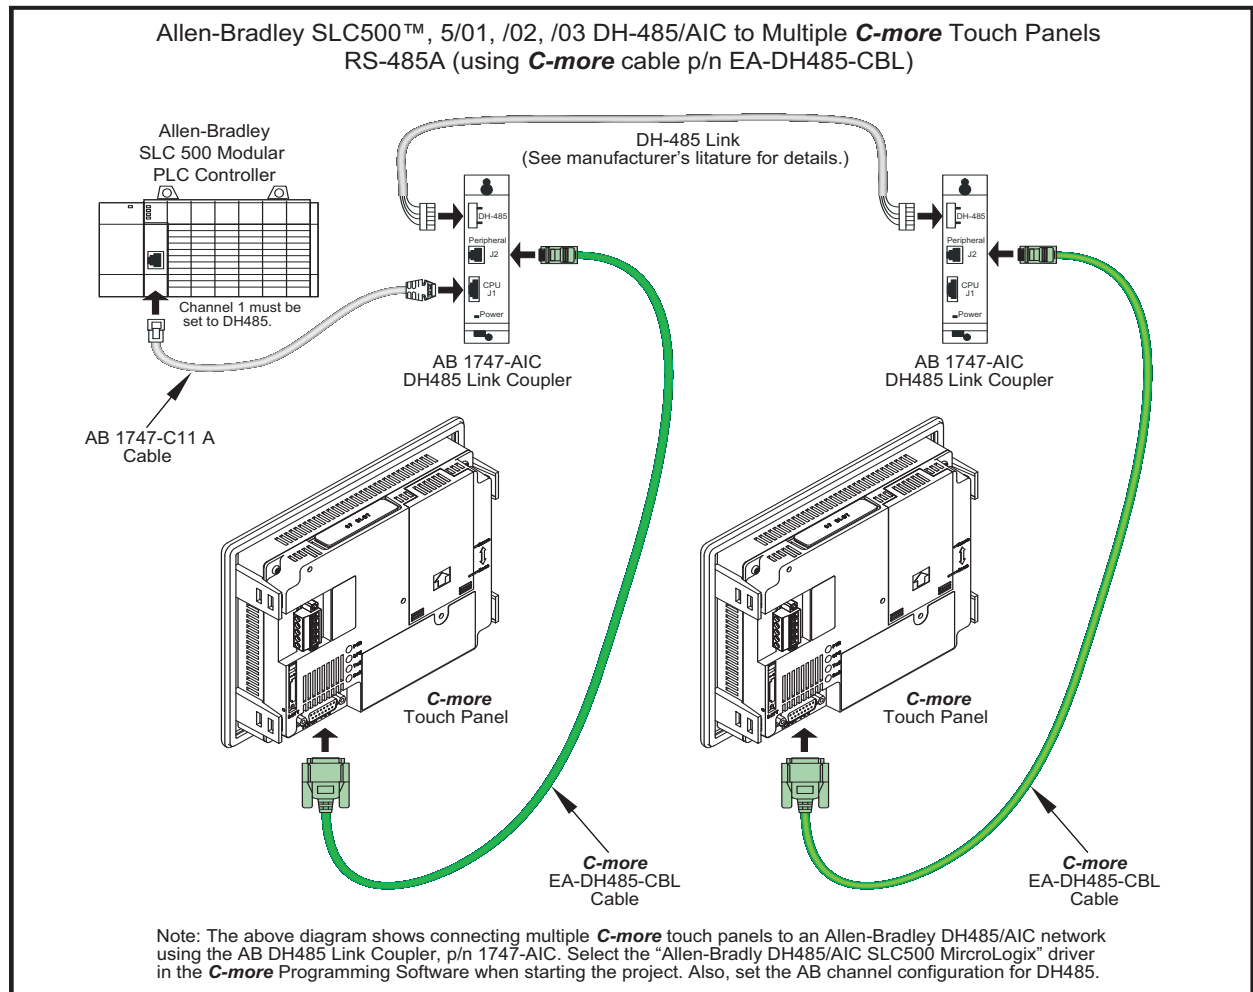 Allen-Bradley SLC500™, 5/01, /02, /03 DH-485/AIC to Multiple C-more Touch Panels
RS-485A (using C-more cable p/n EA-DH485-CBL)
Allen-Bradley
SLC 500 Modular
PLC Controller
DH-485 Link
(See manufacturer's litature for details.)
DH-485
Peripheral
J2
CPU
J1
Power
DH-485
Peripheral
J2
CPU
J1
Power
Channel 1 must be
set to DH485.
AB 1747-AIC
DH485 Link Coupler
AB 1747-AIC
DH485 Link Coupler
AB 1747-C11 A
Cable
C-more
Touch Panel
C-more
Touch Panel
C-more
EA-DH485-CBL
Cable
C-more
EA-DH485-CBL
Cable
Note: The above diagram shows connecting multiple C-more touch panels to an Allen-Bradley DH485/AIC network
using the AB DH485 Link Coupler, p/n 1747-AIC. Select the “Allen-Bradly DH485/AIC SLC500 MircroLogix” driver
in the C-more Programming Software when starting the project. Also, set the AB channel configuration for DH485.